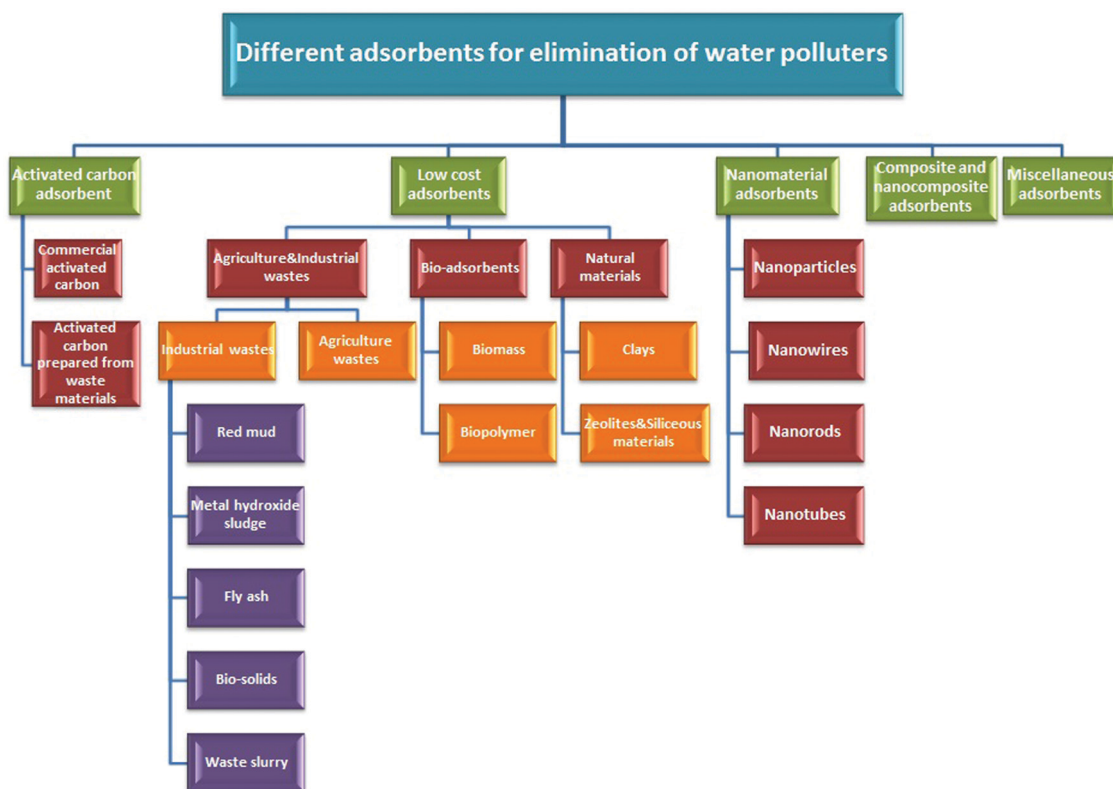 Different adsorbents for elimination of water polluters
Activated carbon
adsorbent
Low cost
adsorbents
Nanomaterial
adsorbents
Composite and
nanocomposite
adsorbents
Miscellaneous
adsorbents
Commercial
activated
carbon
Activated
carbon
prepared from
waste
materials
Agriculture&Industrial
wastes
Bio-adsorbents
Natural
materials
Industrial wastes
Agriculture
wastes
Biomass
Biopolymer
Clays
Zeolites&Siliceous
materials
Red mud
Metal hydroxide
sludge
Fly ash
Bio-solids
Waste slurry
Nanoparticles
Nanowires
Nanorods
Nanotubes